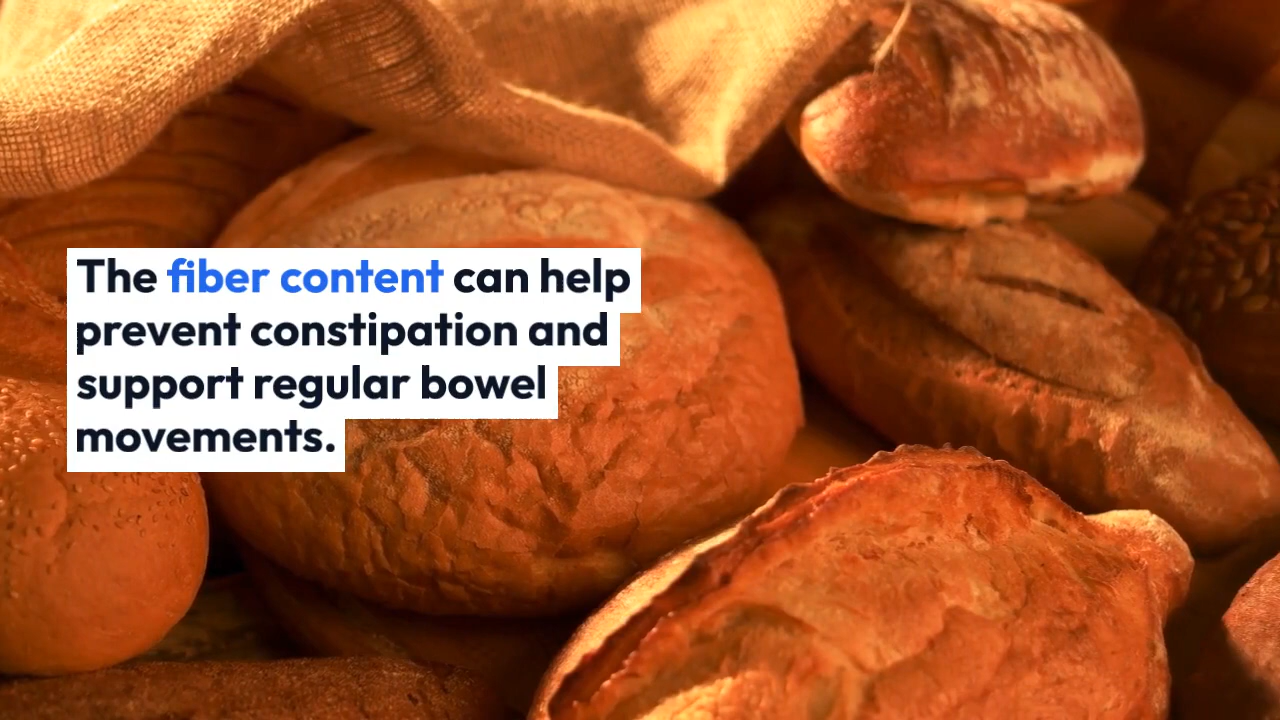 The fiber content can help
prevent constipation and
support regular bowel
movements.